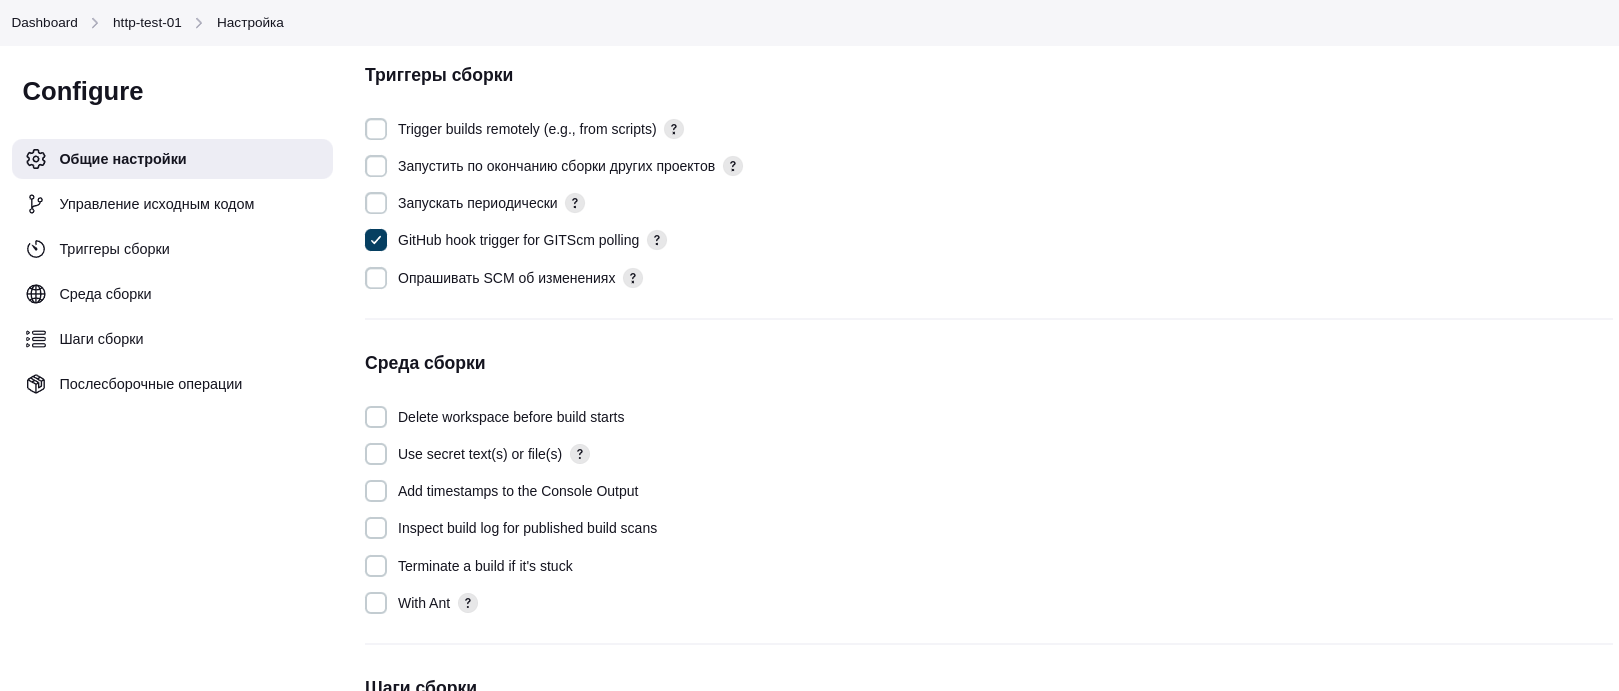 Dashboard > http-test-01 > Настройка
Configure
Общие настройки
Управление исходным кодом
Триггеры сборки
Среда сборки
Шаги сборки
Послесборочные операции
Триггеры сборки
Trigger builds remotely (e.g., from scripts) ?
Запустить по окончанию сборки других проектов ?
Запускать периодически ?
GitHub hook trigger for GITScm polling ?
Опрашивать SCM об изменениях ?
Среда сборки
Delete workspace before build starts
Use secret text(s) or file(s) ?
Add timestamps to the Console Output
Inspect build log for published build scans
Terminate a build if it's stuck
With Ant ?
Шаги сборки